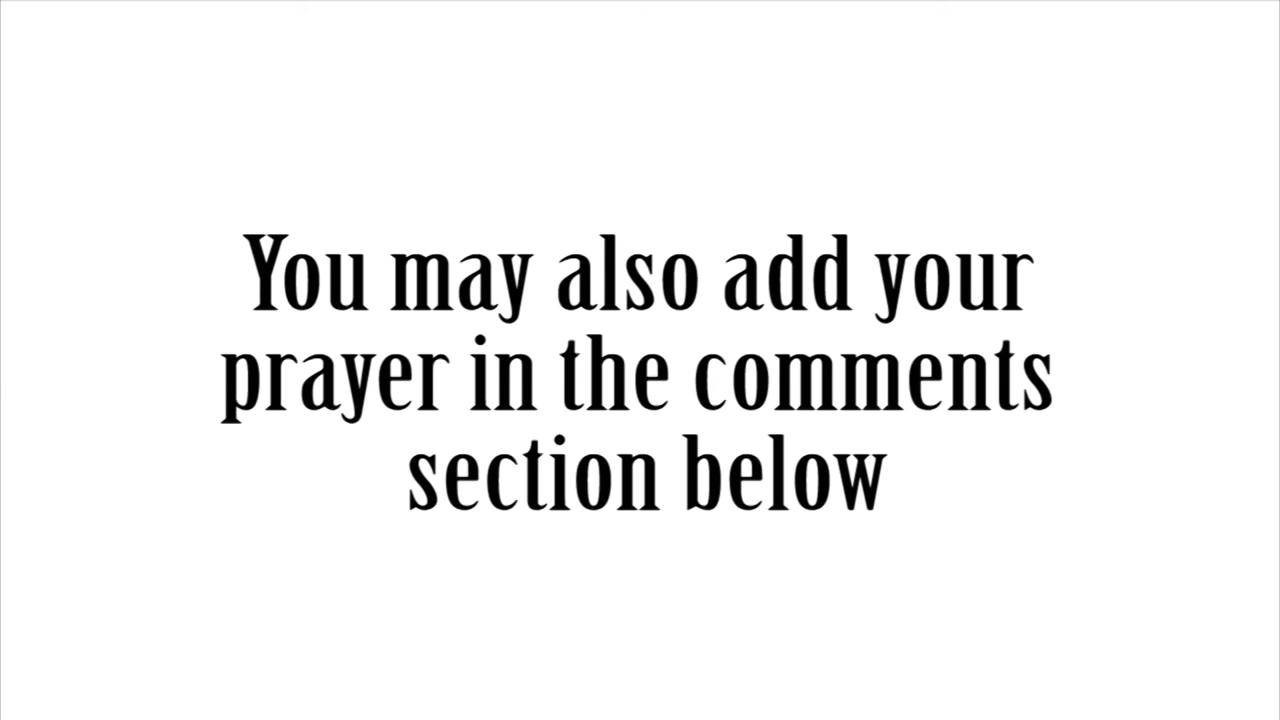 You may also add your
prayer in the comments
section below